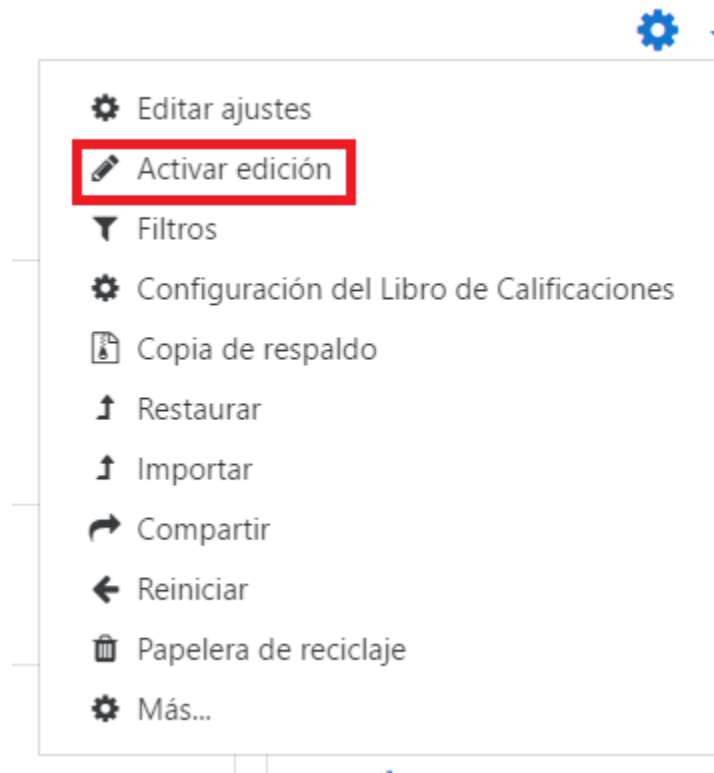 Editar ajustes
Activar edición
Filtros
Configuración del Libro de Calificaciones
Copia de respaldo
Restaurar
Importar
Compartir
Reiniciar
Papelera de reciclaje
Más...